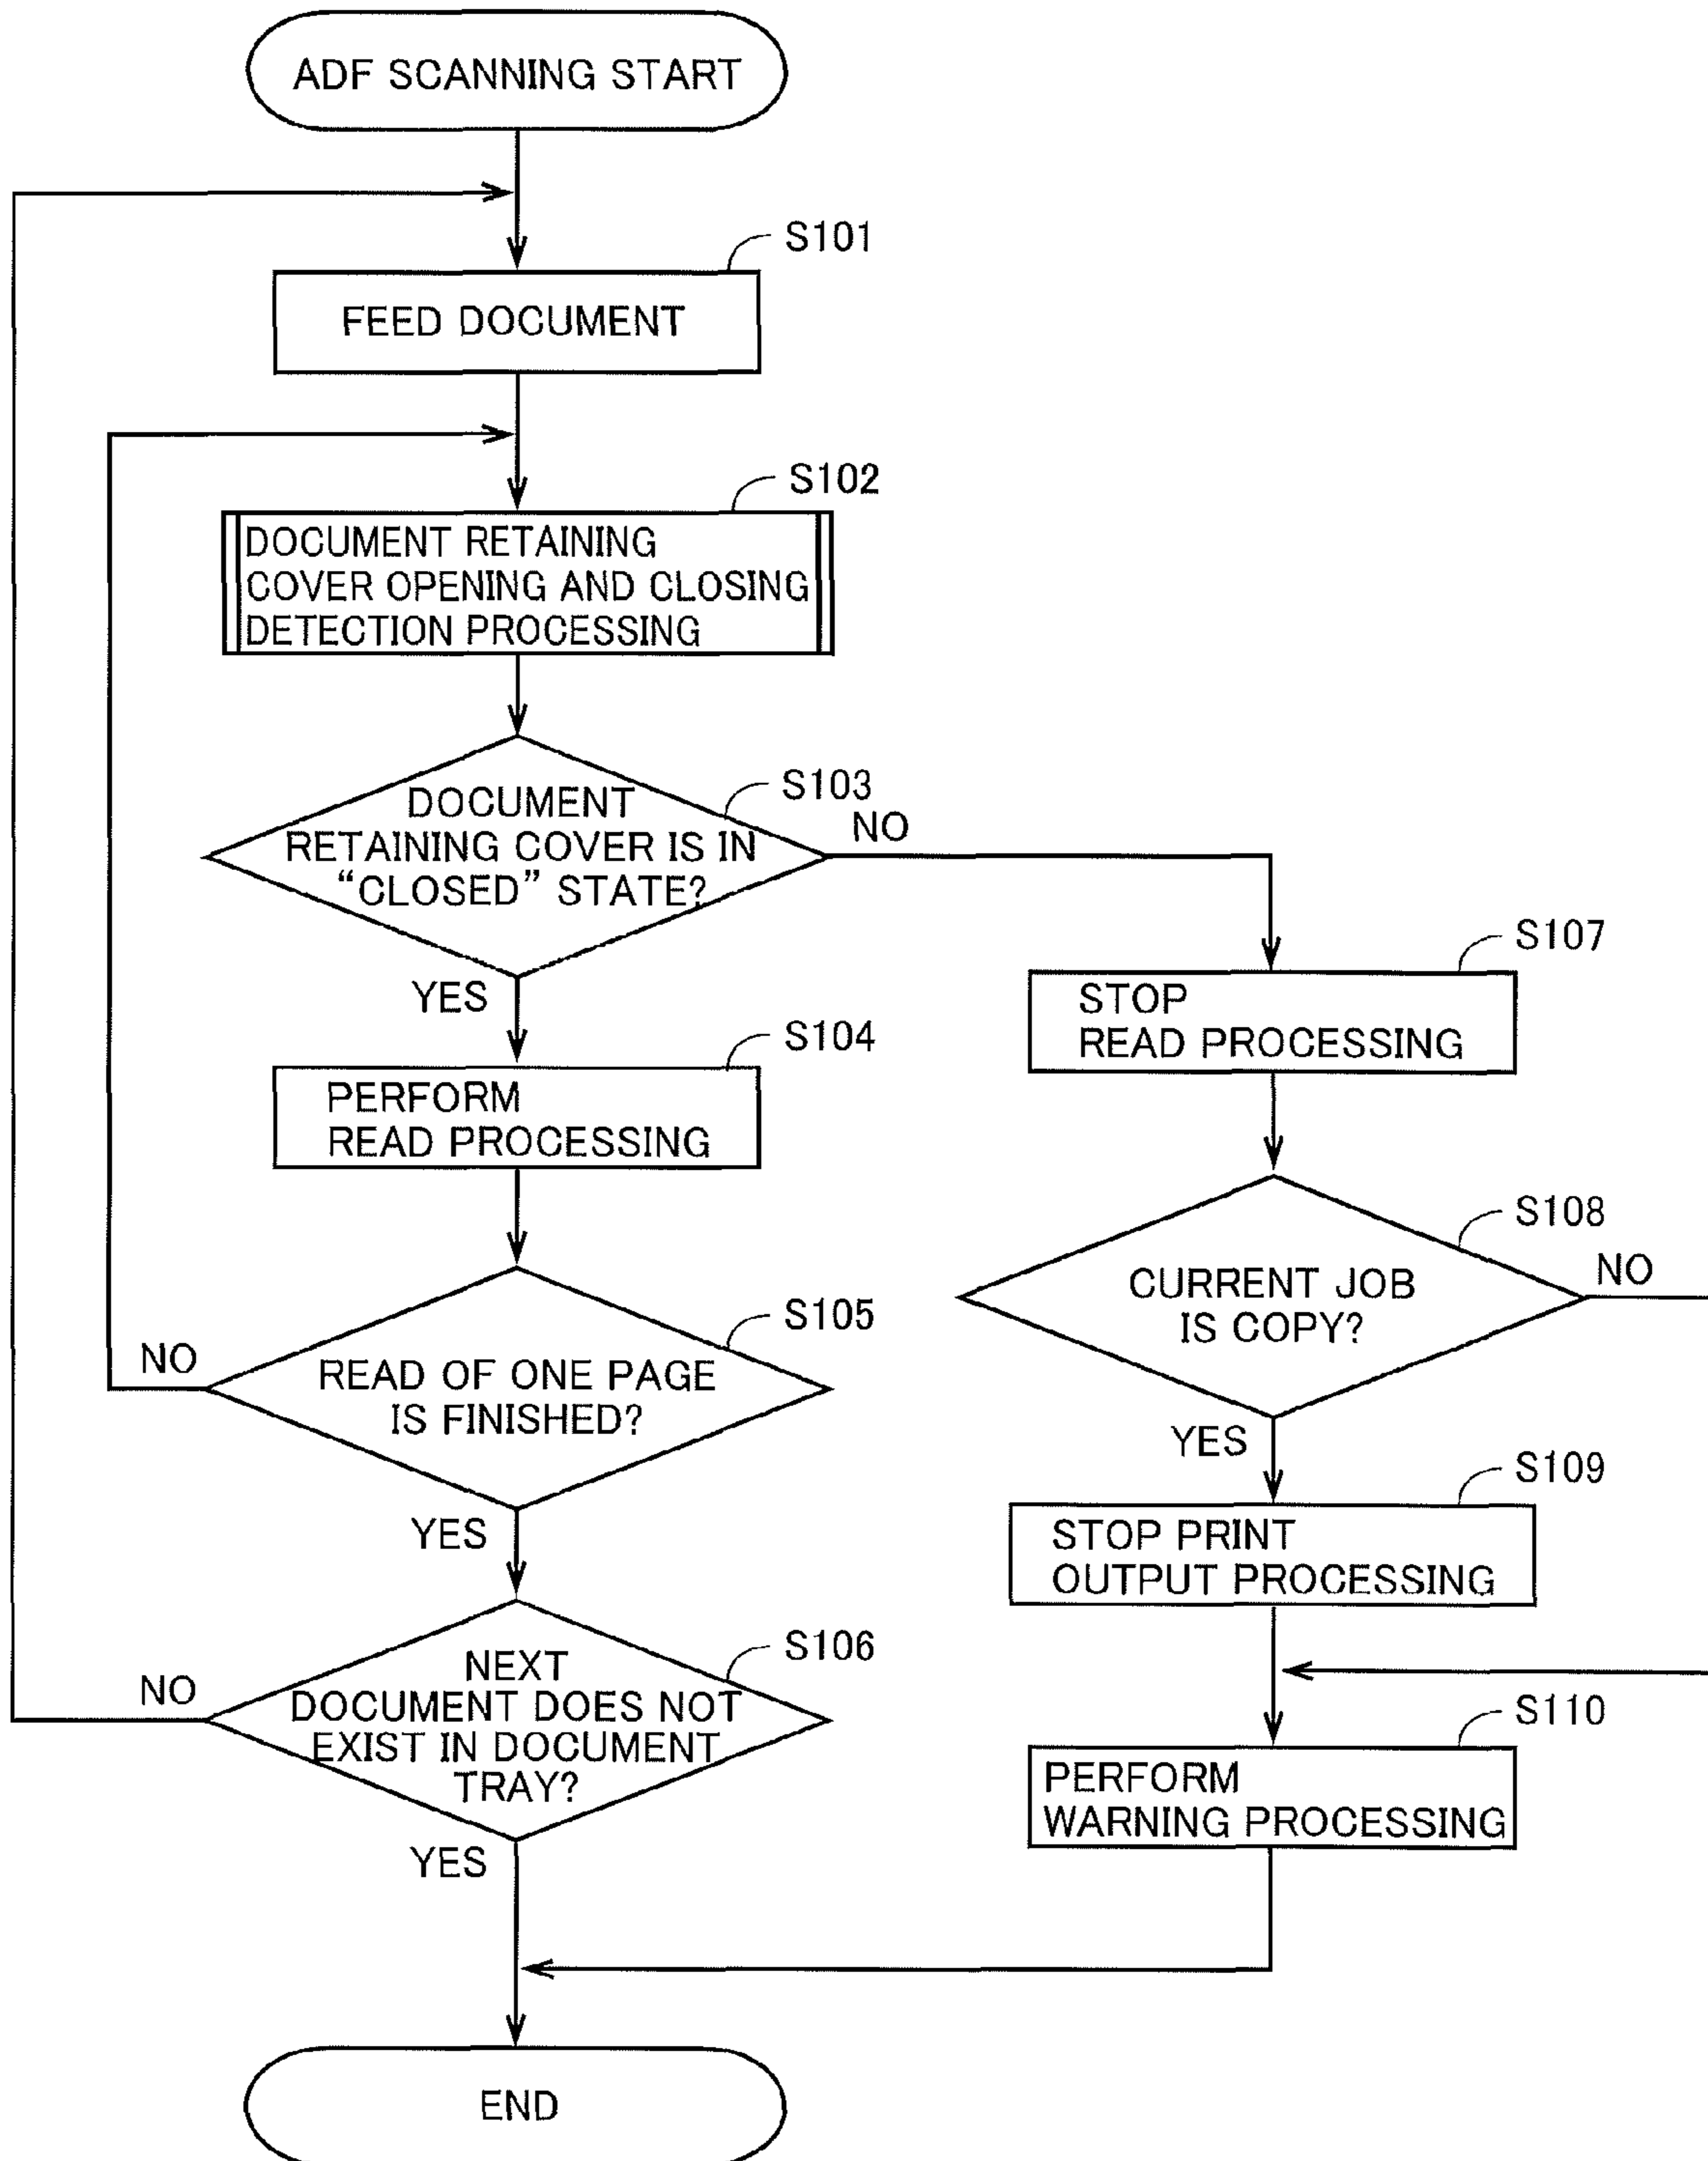 ADF SCANNING START
S101
FEED DOCUMENT
S102
DOCUMENT RETAINING
COVER OPENING AND CLOSING
DETECTION PROCESSING
S103
DOCUMENT
RETAINING COVER IS IN
“CLOSED” STATE?
NO
YES
S104
PERFORM
READ PROCESSING
S105
READ OF ONE PAGE
IS FINISHED?
NO
YES
S106
NEXT
DOCUMENT DOES NOT
EXIST IN DOCUMENT
TRAY?
NO
YES
S107
STOP
READ PROCESSING
S108
CURRENT JOB
IS COPY?
NO
YES
S109
STOP PRINT
OUTPUT PROCESSING
S110
PERFORM
WARNING PROCESSING
END